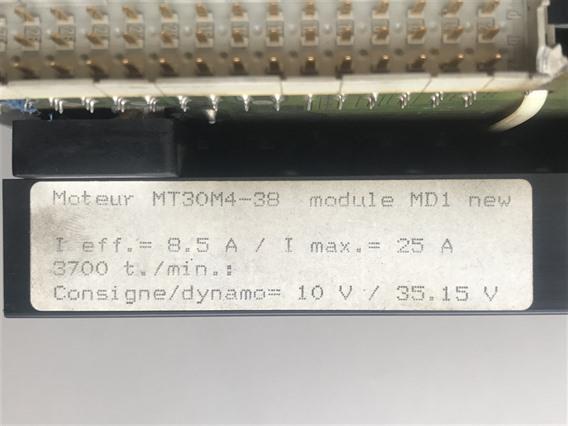 Moteur MT30M4-38 module MD1 new
I eff.= 8.5 A / I max.= 25 A
3700 t./min.:
Consigne/dynamo= 10 V / 35.15 V